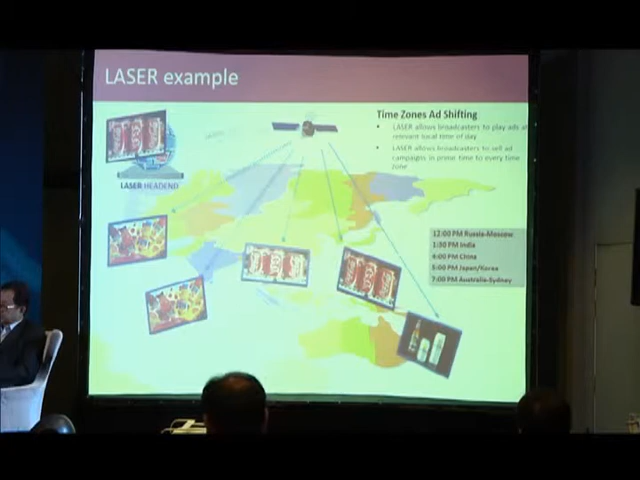 LASER example
Time Zones Ad Shifting
LASER allows broadcasters to play ads at
relevant local time of day
LASER allows broadcasters to sell ad
campaigns in prime time to every time
zone
LASER HEADEND
12:00 PM Russia-Moscow
1:30 PM India
4:00 PM China
5:00 PM Japan/Korea
7:00 PM Australia-Sydney